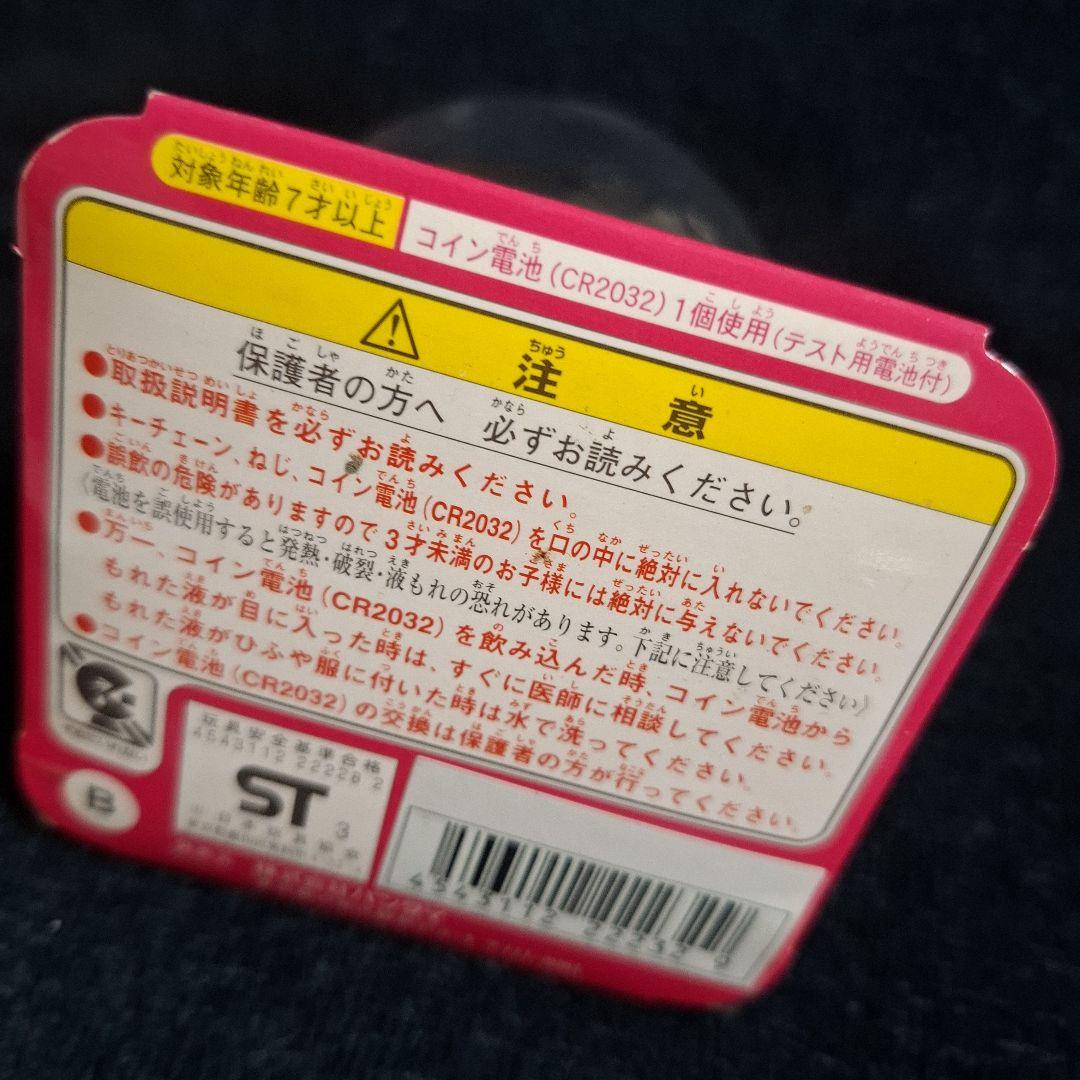 対象年齢7才以上
コイン電池(CR2032)1個使用(テスト用電池付)
注意
保護者の方へ 必ずお読みください。
●取扱説明書を必ずお読みください。
●キーチェーン、ねじ、コイン電池(CR2032)を口の中に絶対に入れないでください。
●誤飲の危険がありますので3才未満のお子様には絶対に与えないでください。
《電池を誤使用すると発熱・破裂・液もれの恐れがあります。下記に注意してください》
●万一、コイン電池(CR2032)を飲み込んだ時、コイン電池から
もれた液が目に入った時は、すぐに医師に相談してください。
もれた液がひふや服に付いた時は水で洗ってください。
●コイン電池(CR2032)の交換は保護者の方が行ってください。
玩具安全基準合格
4543112 22228 2
ST
3
B